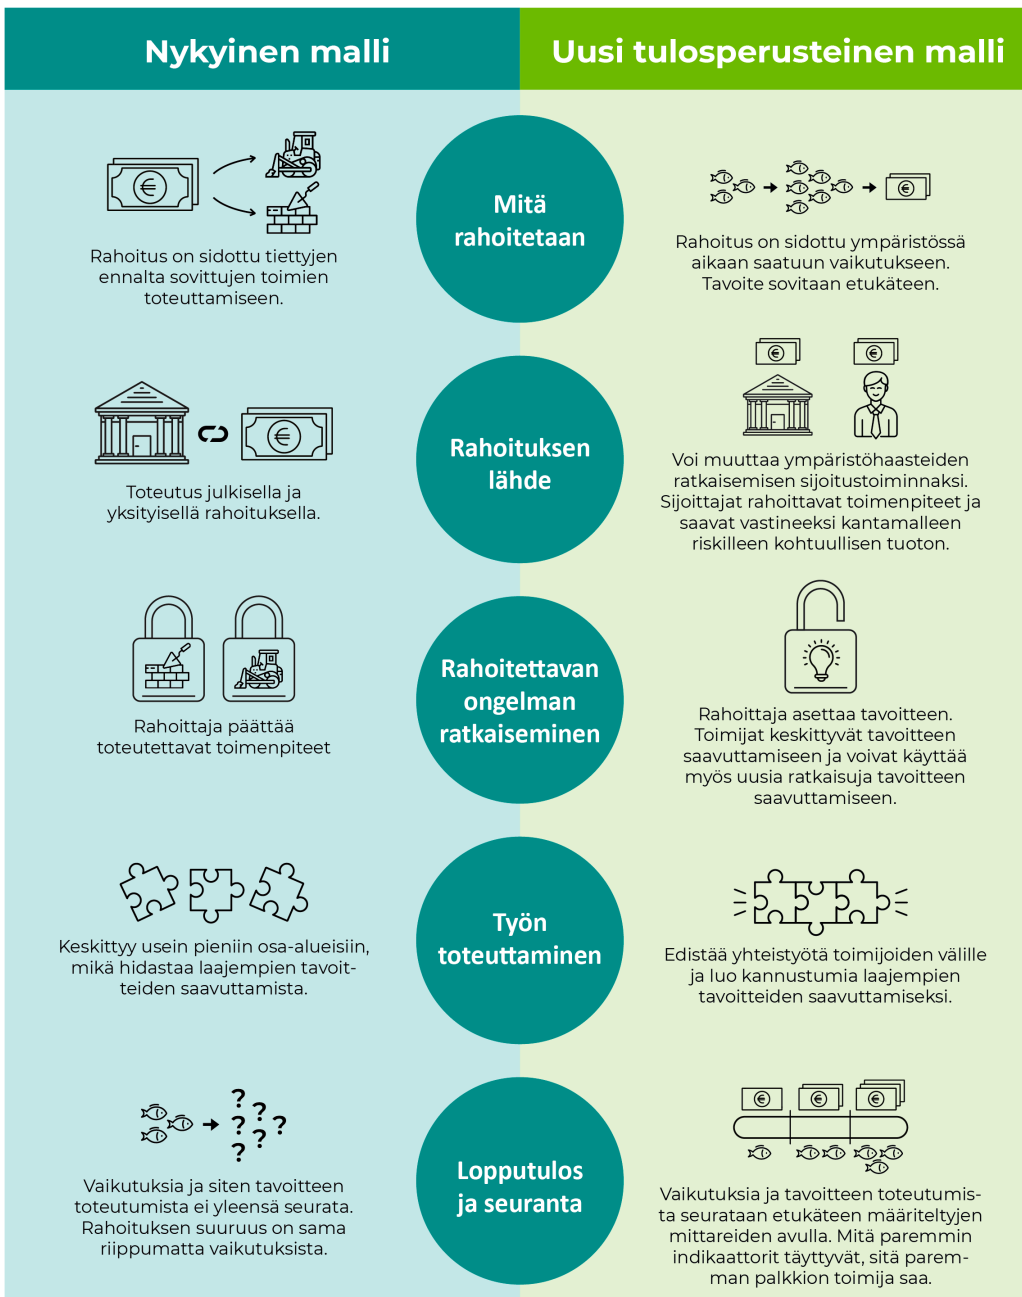 Nykyinen malli
Uusi tulosperusteinen malli
Mitä
rahoitetaan
Rahoitus on sidottu tiettyjen
ennalta sovittujen toimien
toteuttamiseen.
Rahoitus on sidottu ympäristössä
aikaan saatuun vaikutukseen.
Tavoite sovitaan etukäteen.
Rahoituksen
lähde
Toteutus julkisella ja
yksityisellä rahoituksella.
Voi muuttaa ympäristöhaasteiden
ratkaisemisen sijoitustoiminnaksi.
Sijoittajat rahoittavat toimenpiteet ja
saavat vastineeksi kantamalleen
riskilleen kohtuullisen tuoton.
Rahoitettavan
ongelman
ratkaiseminen
Rahoittaja päättää
toteutettavat toimenpiteet
Rahoittaja asettaa tavoitteen.
Toimijat keskittyvät tavoitteen
saavuttamiseen ja voivat käyttää
myös uusia ratkaisuja tavoitteen
saavuttamiseen.
Työn
toteuttaminen
Keskittyy usein pieniin osa-alueisiin,
mikä hidastaa laajempien tavoit-
teiden saavuttamista.
Edistää yhteistyötä toimijoiden välille
ja luo kannustumia laajempien
tavoitteiden saavuttamiseksi.
Lopputulos
ja seuranta
? ? ? ? ? ?
Vaikutuksia ja siten tavoitteen
toteutumista ei yleensä seurata.
Rahoituksen suuruus on sama
riippumatta vaikutuksista.
Vaikutuksia ja tavoitteen toteutumis-
ta seurataan etukäteen määriteltyjen
mittareiden avulla. Mitä paremmin
indikaattorit täyttyvät, sitä parem-
man palkkion toimija saa.